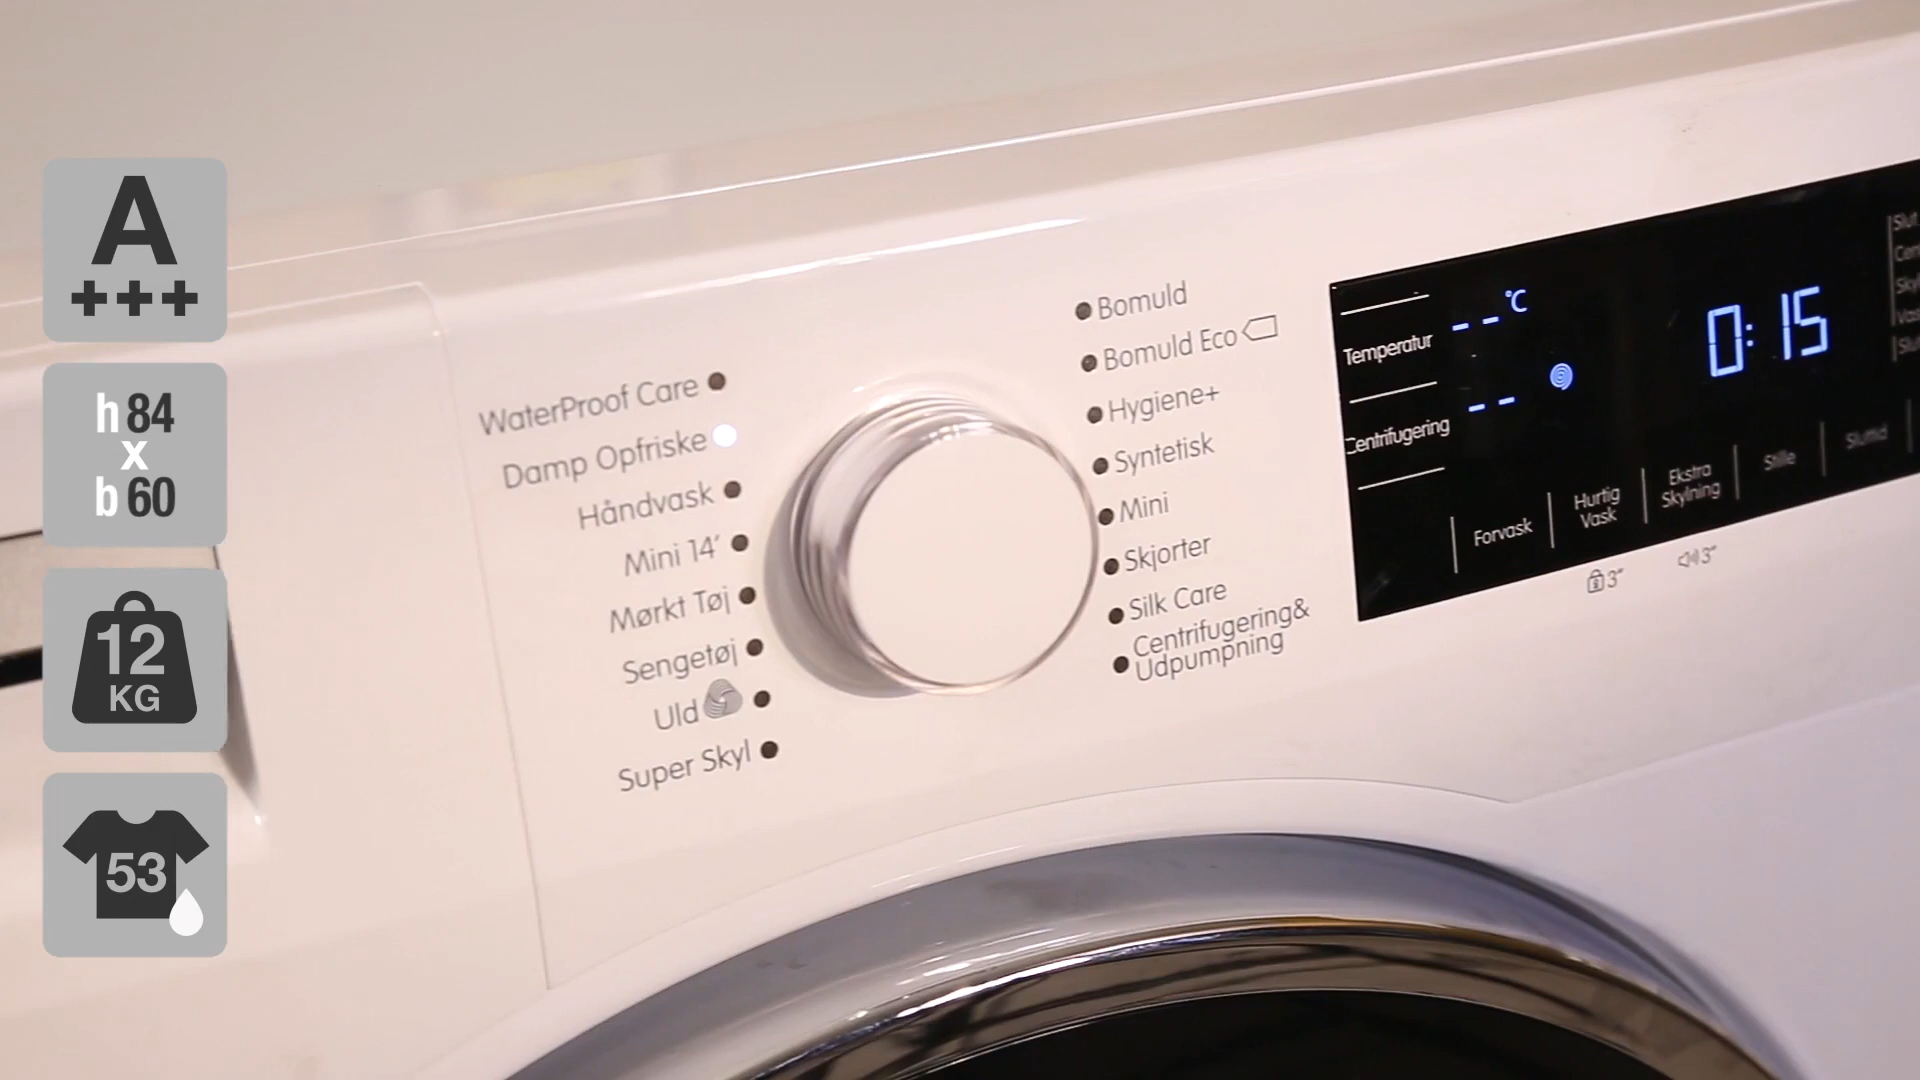 A
+++
h 84
x
b 60
12
KG
53
WaterProof Care
Damp Opfriske
Håndvask
Mini 14'
Mørkt Tøj
Sengetøj
Uld
Super Skyl
Bomuld
Bomuld Eco
Hygiene+
Syntetisk
Mini
Skjorter
Silk Care
Centrifugering&
Udpumpning
Temperatur
-- °C
Centrifugering
--
0:15
Forvask
Hurtig
Vask
Ekstra
Skylning
Stille
Sluttid
3"
3"